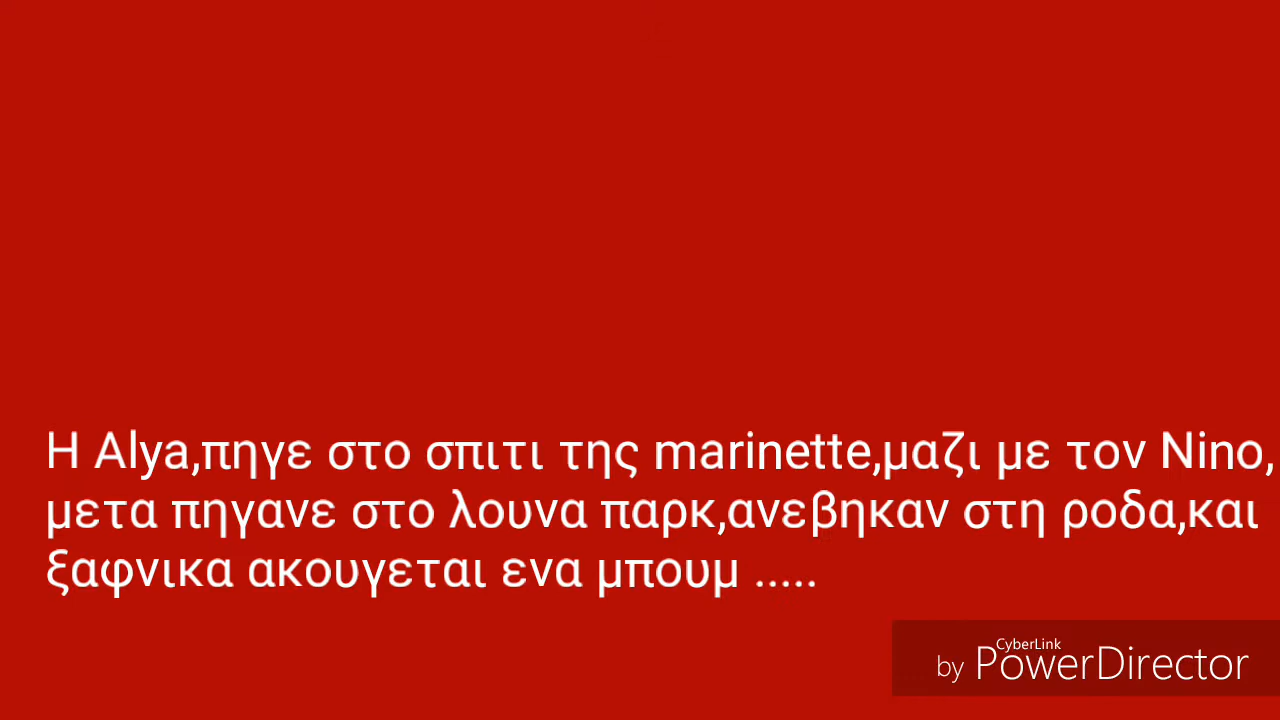 Η Alya,πηγε στο σπιτι της marinette,μαζι με τον Nino,
μετα πηγανε στο λουνα παρκ,ανεβηκαν στη ροδα,και
ξαφνικα ακουγεται ενα μπουμ .....
CyberLink
by PowerDirector